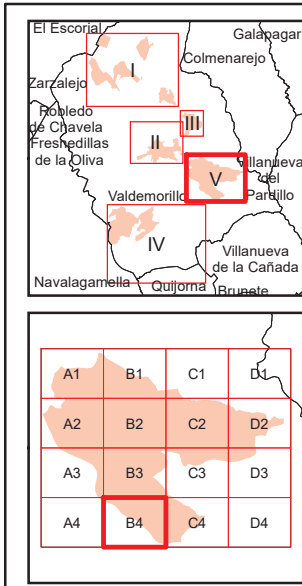 El Escorial
Galapagar
Colmenarejo
I
Zarzalejo
Robledo
de Chavela
III
Freshedillas
de la Oliva
II
Villanueva
del
Pardillo
V
Valdemorillo
IV
Villanueva
de la Cañada
Navalagamella
Quijorna
Brunete
A1 B1 C1 D1
A2 B2 C2 D2
A3 B3 C3 D3
A4 B4 C4 D4